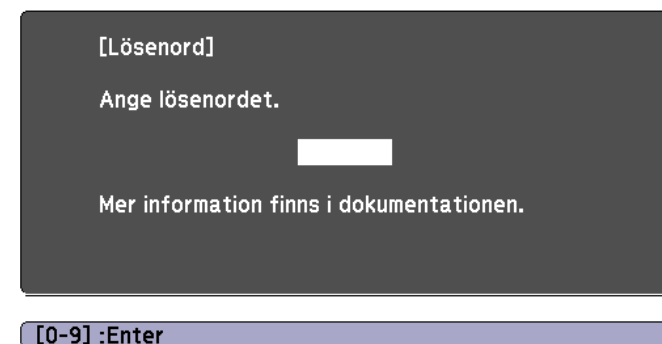 [Lösenord]
Ange lösenordet.
Mer information finns i dokumentationen.
[0-9] :Enter